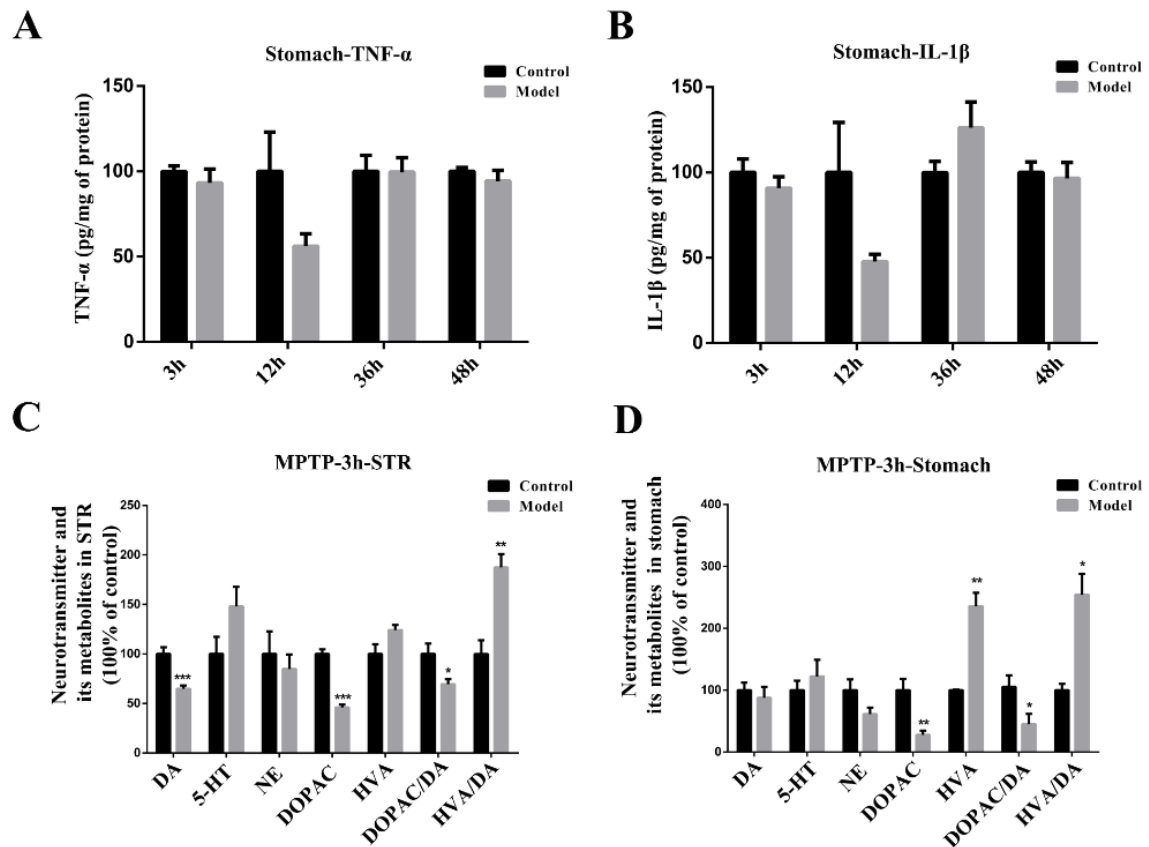 A
Stomach-TNF-α
Control
Model
TNF-α (pg/mg of protein)
150
100
50
0
3h
12h
36h
48h
B
Stomach-IL-1β
Control
Model
IL-1β (pg/mg of protein)
150
100
50
0
3h
12h
36h
48h
C
MPTP-3h-STR
Control
Model
Neurotransmitter and
its metabolites in STR
(100% of control)
250
200
150
100
50
0
***
***
*
**
DA
5-HT
NE
DOPAC
HVA
DOPAC/DA
HVA/DA
D
MPTP-3h-Stomach
Control
Model
Neurotransmitter and
its metabolites in stomach
(100% of control)
400
300
200
100
0
**
**
*
*
DA
5-HT
NE
DOPAC
HVA
DOPAC/DA
HVA/DA